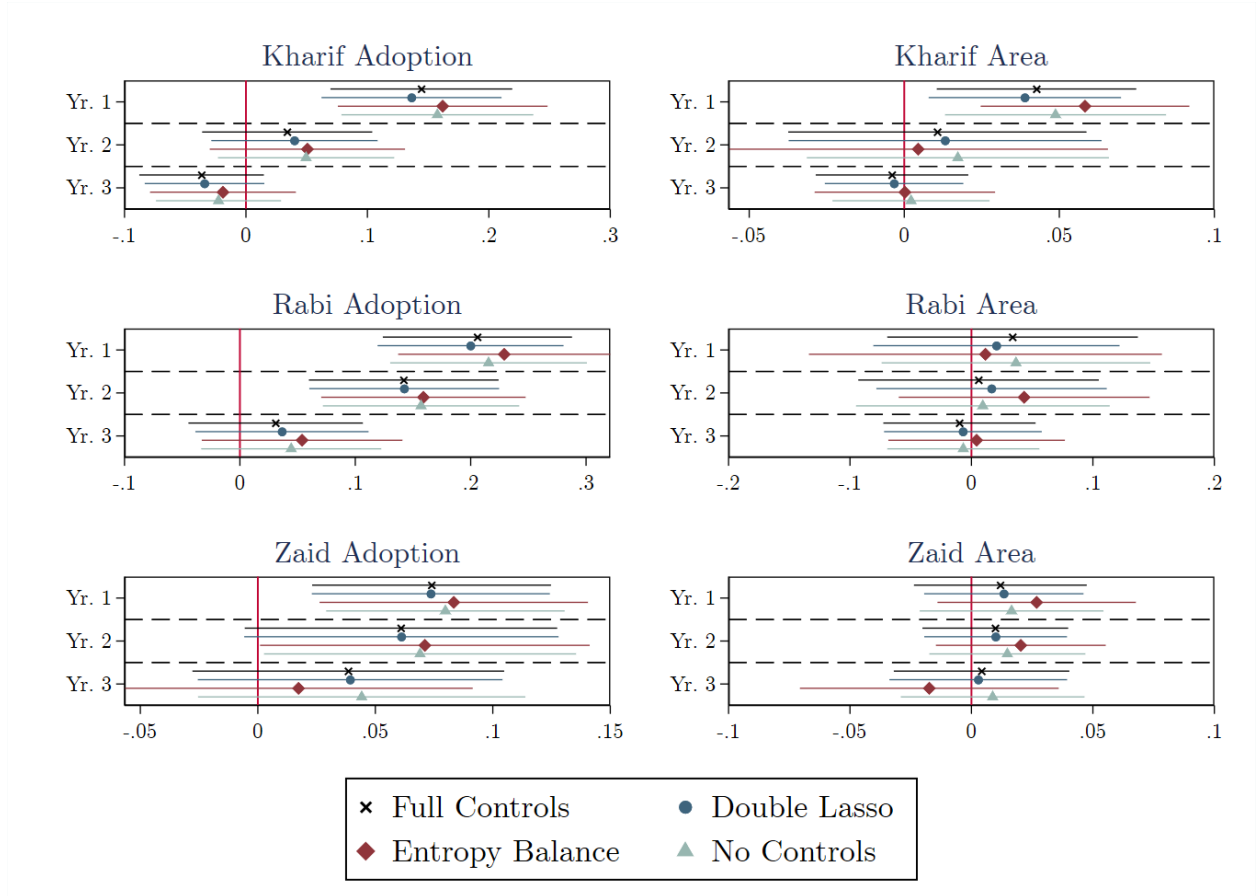 Kharif Adoption
Yr. 1
Yr. 2
Yr. 3
-.1 0 .1 .2 .3
Kharif Area
Yr. 1
Yr. 2
Yr. 3
-.05 0 .05 .1
Rabi Adoption
Yr. 1
Yr. 2
Yr. 3
-.1 0 .1 .2 .3
Rabi Area
Yr. 1
Yr. 2
Yr. 3
-.2 -.1 0 .1 .2
Zaid Adoption
Yr. 1
Yr. 2
Yr. 3
-.05 0 .05 .1 .15
Zaid Area
Yr. 1
Yr. 2
Yr. 3
-.1 -.05 0 .05 .1
Full Controls Double Lasso
Entropy Balance No Controls